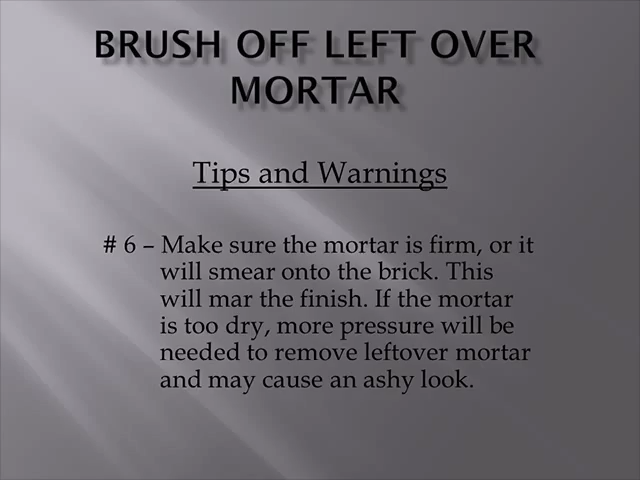 BRUSH OFF LEFT OVER
MORTAR
Tips and Warnings
# 6 – Make sure the mortar is firm, or it
will smear onto the brick. This
will mar the finish. If the mortar
is too dry, more pressure will be
needed to remove leftover mortar
and may cause an ashy look.